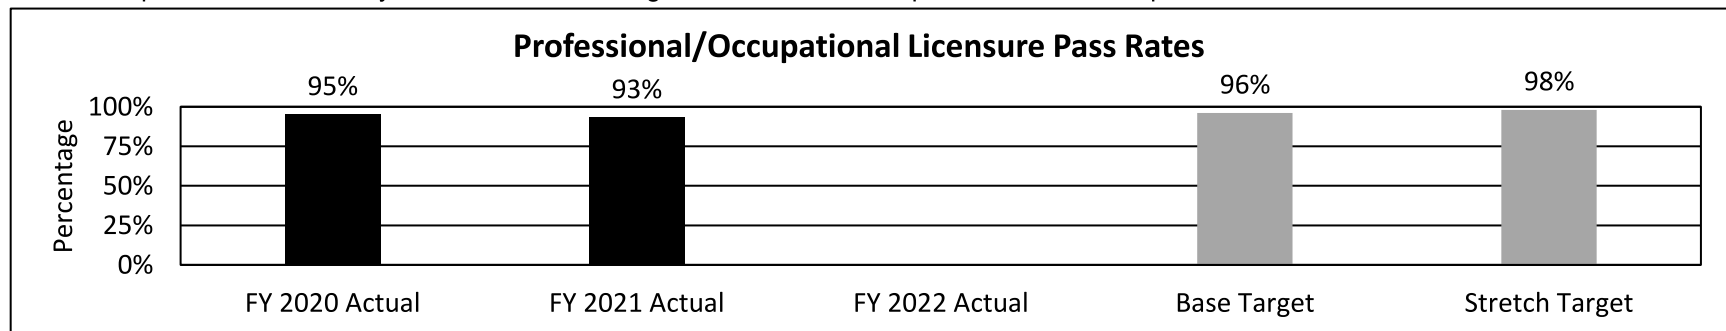 Professional/Occupational Licensure Pass Rates
95%
93%
96%
98%
Percentage
100%
75%
50%
25%
0%
FY 2020 Actual
FY 2021 Actual
FY 2022 Actual
Base Target
Stretch Target